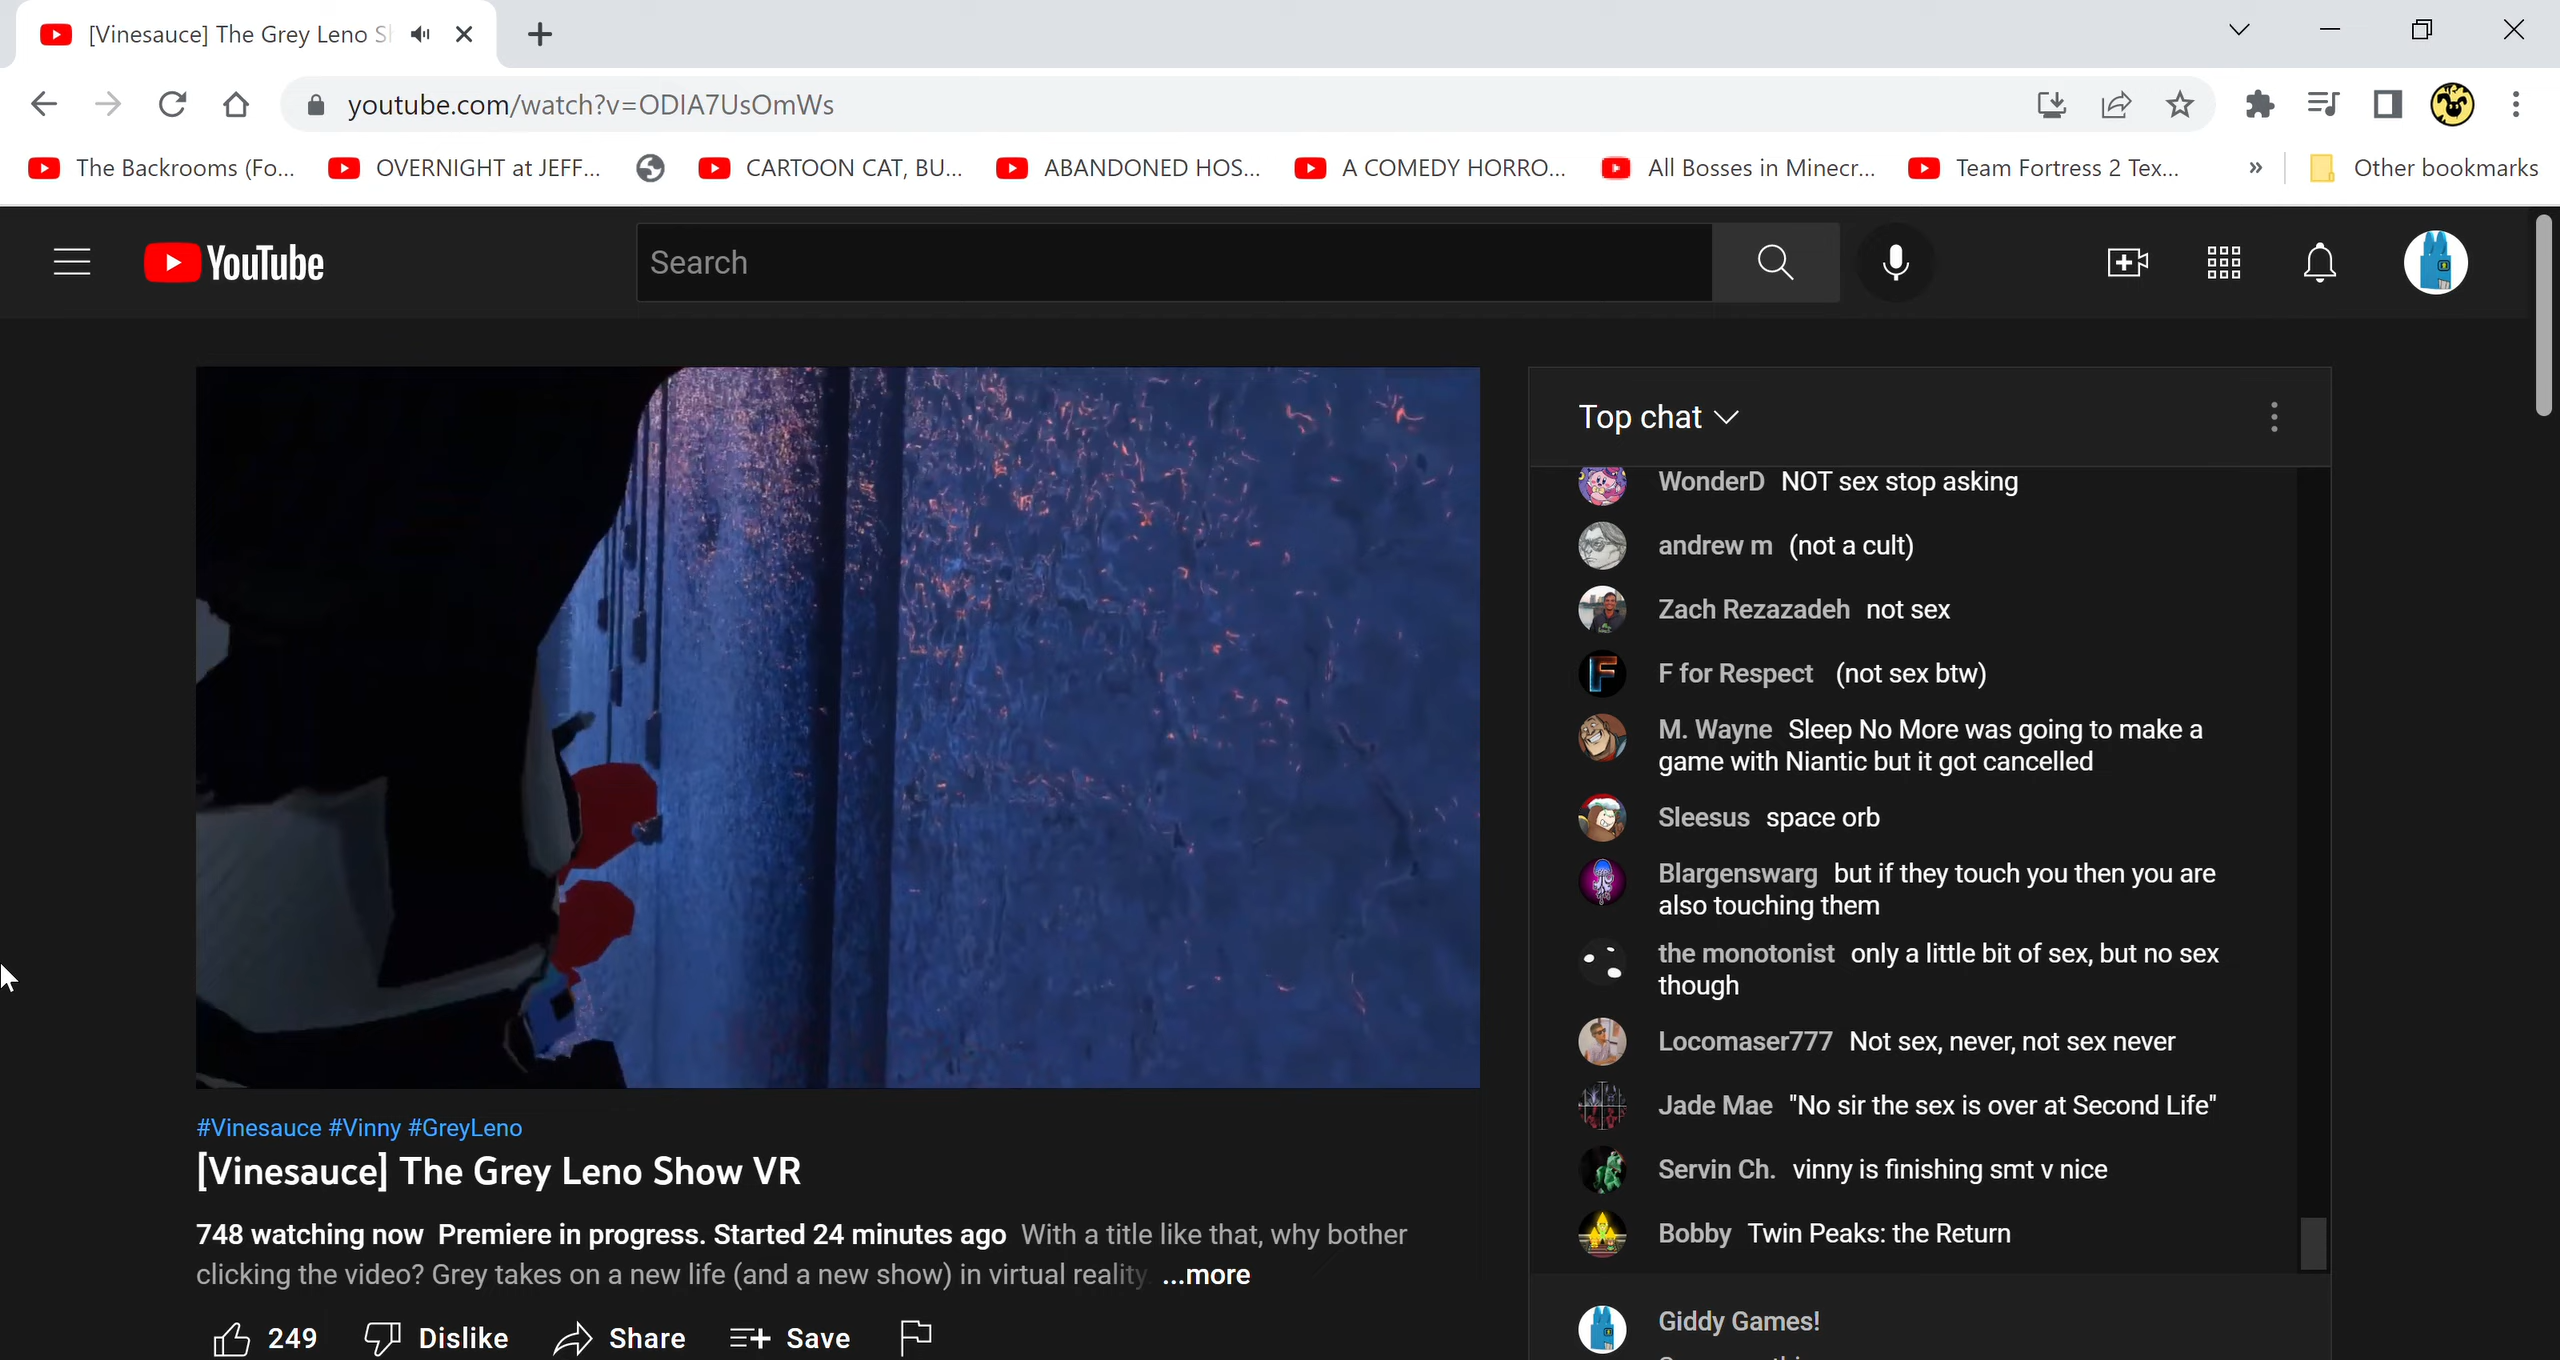 [Vinesauce] The Grey Leno S
youtube.com/watch?v=ODIA7UsOmWs
The Backrooms (Fo... OVERNIGHT at JEFF... CARTOON CAT, BU... ABANDONED HOS... A COMEDY HORRO... All Bosses in Minecr... Team Fortress 2 Tex... » Other bookmarks
YouTube Search
Top chat
WonderD NOT sex stop asking
andrew m (not a cult)
Zach Rezazadeh not sex
F for Respect (not sex btw)
M. Wayne Sleep No More was going to make a
game with Niantic but it got cancelled
Sleesus space orb
Blargenswarg but if they touch you then you are
also touching them
the monotonist only a little bit of sex, but no sex
though
Locomaser777 Not sex, never, not sex never
Jade Mae "No sir the sex is over at Second Life"
Servin Ch. vinny is finishing smt v nice
Bobby Twin Peaks: the Return
Giddy Games!
#Vinesauce #Vinny #GreyLeno
[Vinesauce] The Grey Leno Show VR
748 watching now Premiere in progress. Started 24 minutes ago With a title like that, why bother
clicking the video? Grey takes on a new life (and a new show) in virtual reality ...more
249 Dislike Share Save